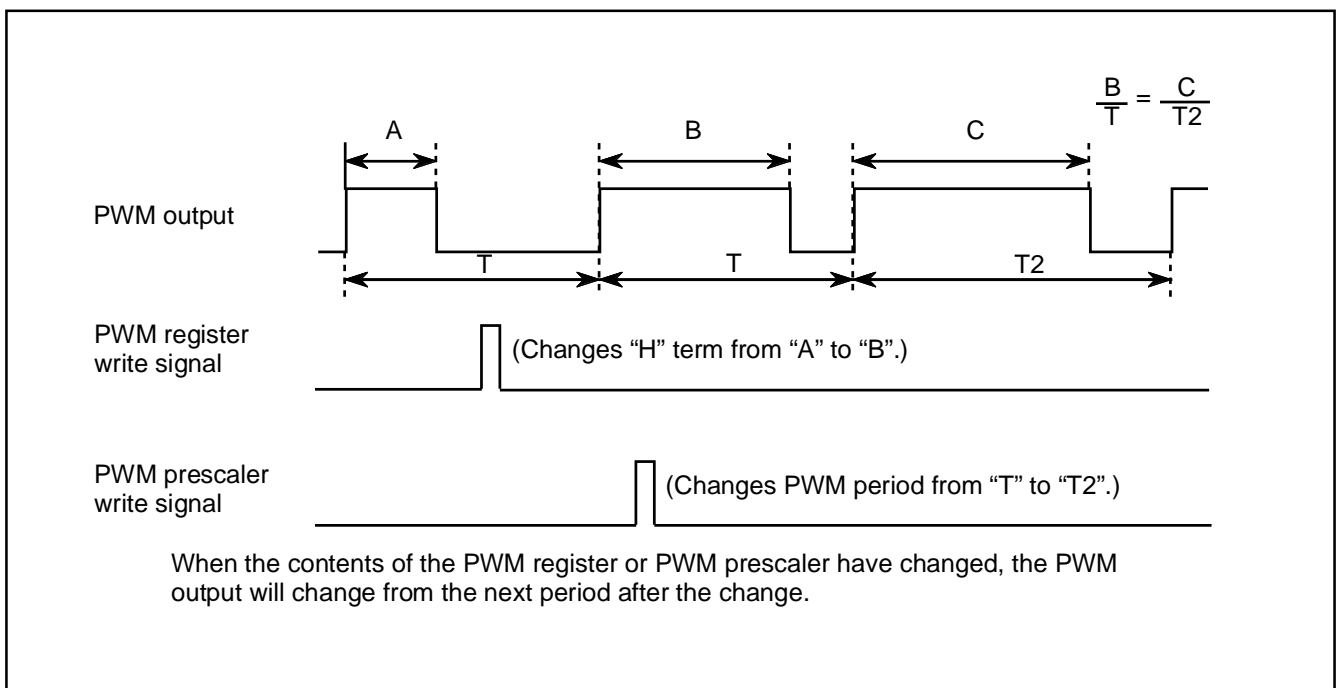 B/T = C/T2
A
B
C
PWM output
T
T
T2
PWM register
write signal
(Changes “H” term from “A” to “B”.)
PWM prescaler
write signal
(Changes PWM period from “T” to “T2”.)
When the contents of the PWM register or PWM prescaler have changed, the PWM
output will change from the next period after the change.